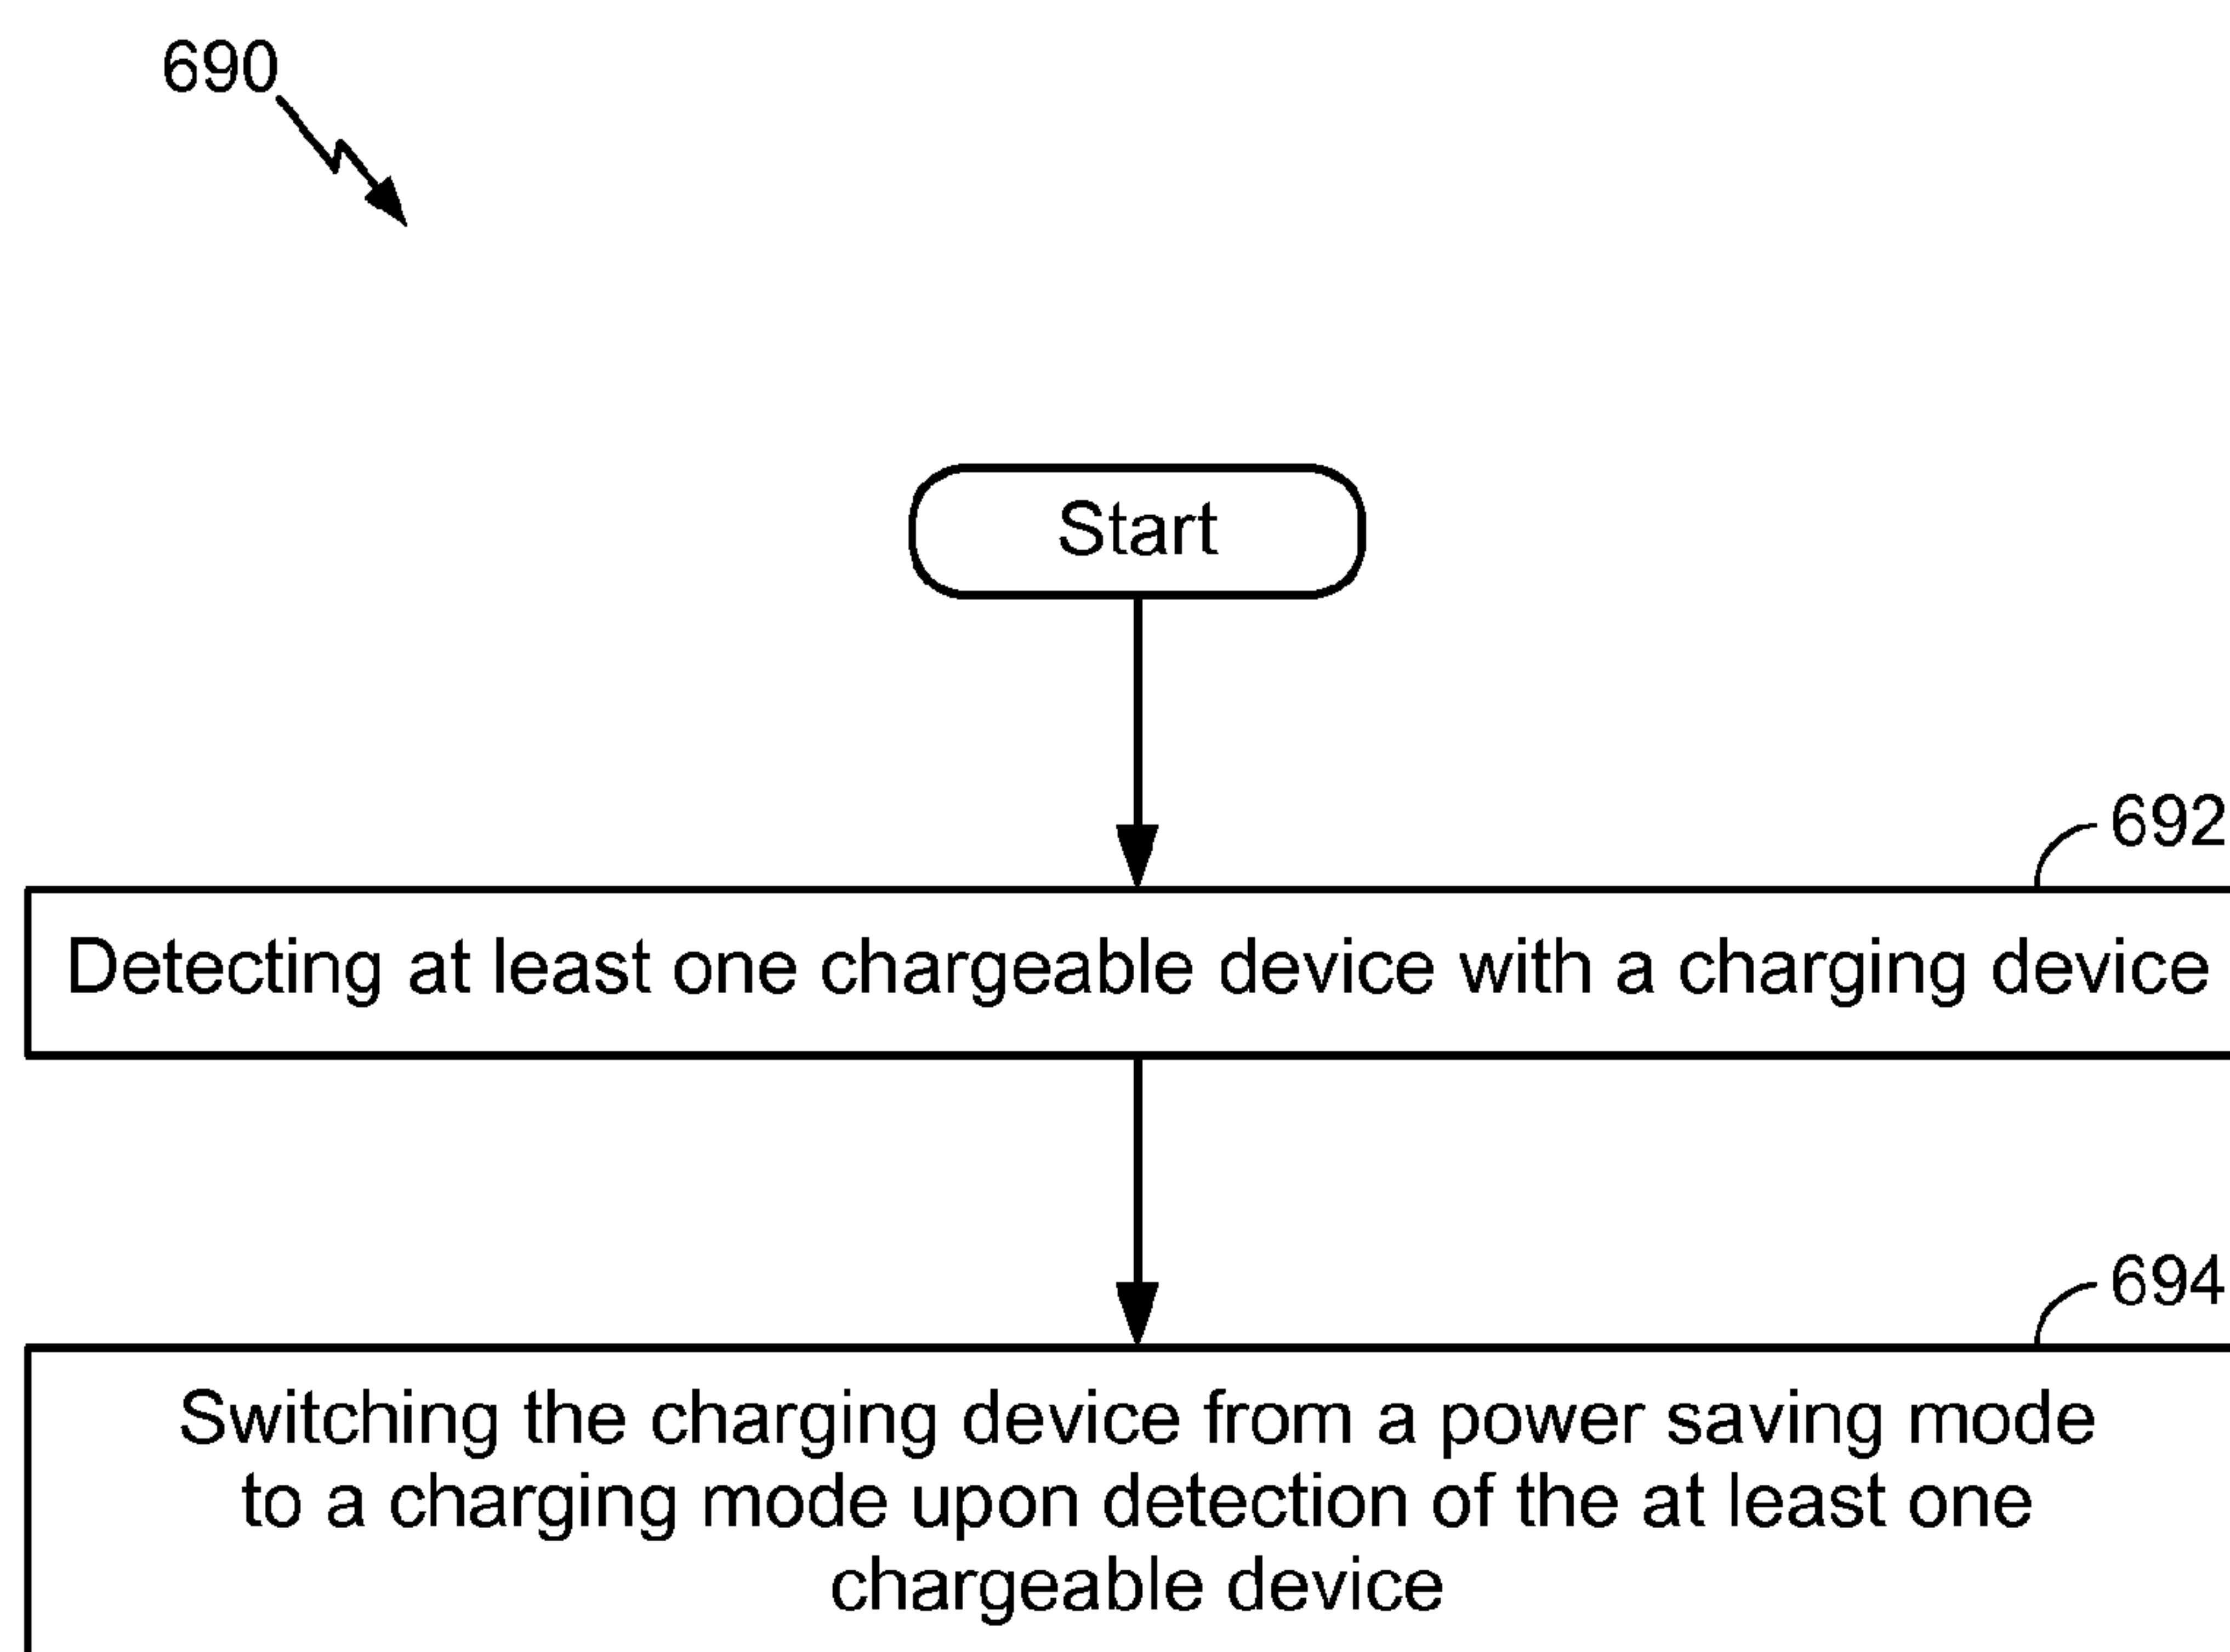 690
Start
692
Detecting at least one chargeable device with a charging device
694
Switching the charging device from a power saving mode
to a charging mode upon detection of the at least one
chargeable device